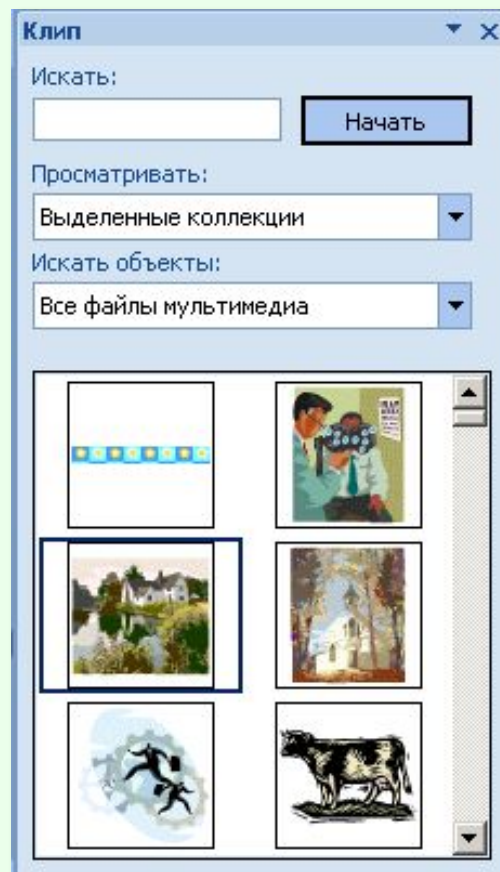 Клип
Искать:
Начать
Просматривать:
Выделенные коллекции
Искать объекты:
Все файлы мультимедиа